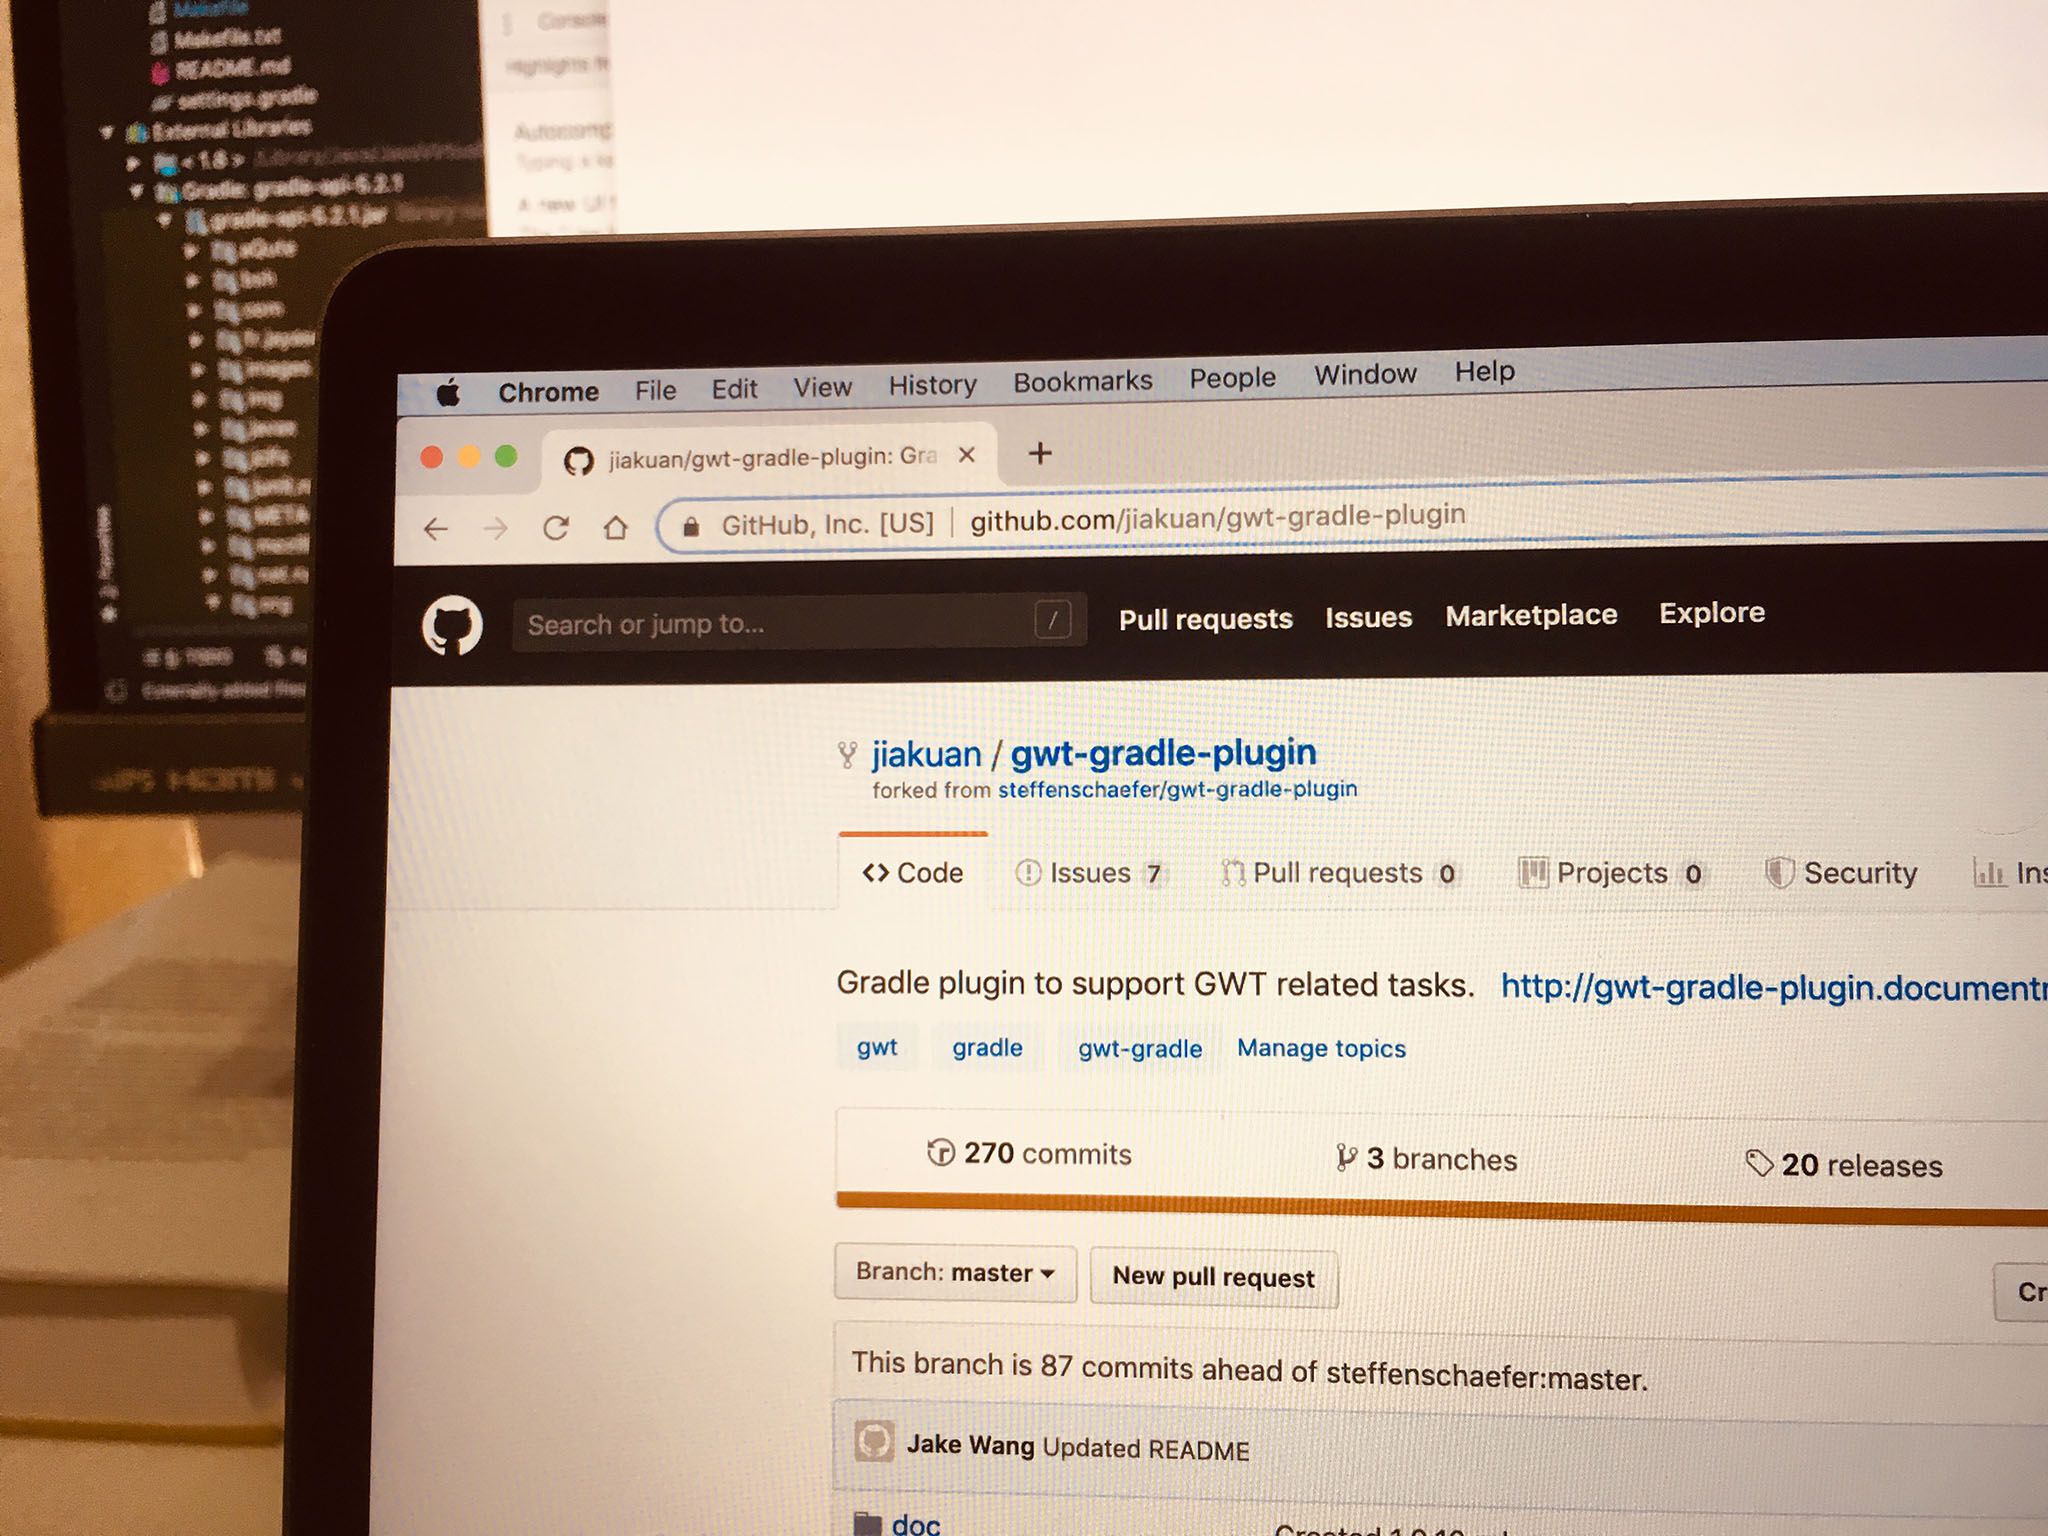 Makefile
Makefile.txt
README.md
settings.gradle
External Libraries
< 1.8 >
Gradle: gradle-api-5.2.1
gradle-api-5.2.1.jar
Console
Highlights
A new UI
Chrome File Edit View History Bookmarks People Window Help
jiakuan/gwt-gradle-plugin: Gra
GitHub, Inc. [US] | github.com/jiakuan/gwt-gradle-plugin
Search or jump to... / Pull requests Issues Marketplace Explore
jiakuan / gwt-gradle-plugin
forked from steffenschaefer/gwt-gradle-plugin
<> Code Issues 7 Pull requests 0 Projects 0 Security Ins
Gradle plugin to support GWT related tasks. http://gwt-gradle-plugin.document
gwt gradle gwt-gradle Manage topics
270 commits 3 branches 20 releases
Branch: master New pull request Cr
This branch is 87 commits ahead of steffenschaefer:master.
Jake Wang Updated README
doc